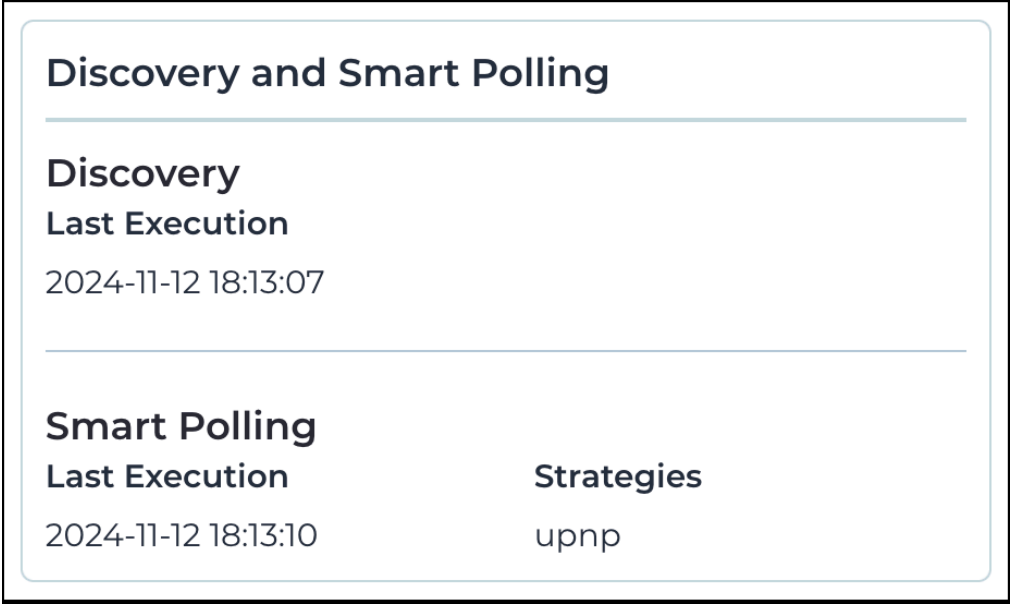 Discovery and Smart Polling
Discovery
Last Execution
2024-11-12 18:13:07
Smart Polling
Last Execution Strategies
2024-11-12 18:13:10 upnp